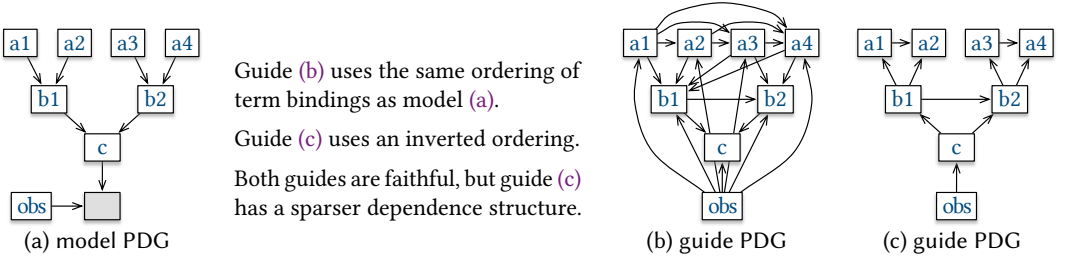 a1 a2 a3 a4
b1 b2
c
obs
(a) model PDG
Guide (b) uses the same ordering of
term bindings as model (a).
Guide (c) uses an inverted ordering.
Both guides are faithful, but guide (c)
has a sparser dependence structure.
a1 a2 a3 a4
b1 b2
c
obs
(b) guide PDG
a1 a2 a3 a4
b1 b2
c
obs
(c) guide PDG